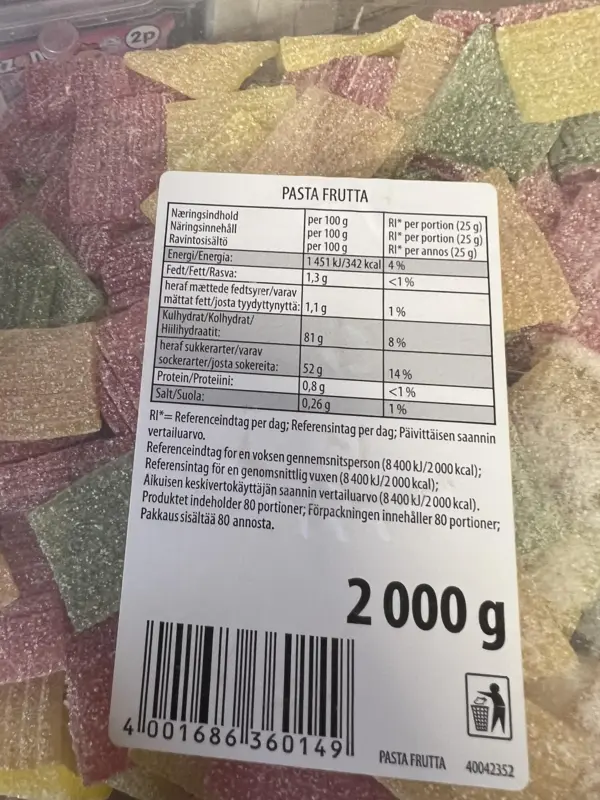 2p
PASTA FRUTTA
Næringsindhold per 100 g RI* per portion (25 g)
Näringsinnehåll per 100 g RI* per portion (25 g)
Ravintosisältö per 100 g RI* per annos (25 g)
Energi/Energia: 1 451 kJ/342 kcal 4 %
Fedt/Fett/Rasva: 1,3 g <1 %
heraf mættede fedtsyrer/varav
mättat fett/josta tyydyttynyttä: 1,1 g 1 %
Kulhydrat/Kolhydrat/
Hiilihydraatit: 81 g 8 %
heraf sukkerarter/varav
sockerarter/josta sokereita: 52 g 14 %
Protein/Proteiini: 0,8 g <1 %
Salt/Suola: 0,26 g 1 %
RI*= Referenceindtag per dag; Referensintag per dag; Päivittäisen saannin
vertailuarvo.
Referenceindtag for en voksen gennemsnitsperson (8 400 kJ/2 000 kcal);
Referensintag för en genomsnittlig vuxen (8 400 kJ/2 000 kcal);
Aikuisen keskivertokäyttäjän saannin vertailuarvo (8 400 kJ/2 000 kcal).
Produktet indeholder 80 portioner; Förpackningen innehåller 80 portioner;
Pakkaus sisältää 80 annosta.
2 000 g
4 001686 360149
PASTA FRUTTA 40042352